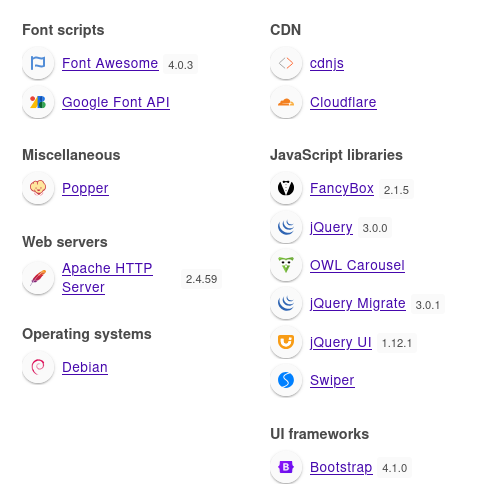 Font scripts
Font Awesome 4.0.3
Google Font API
Miscellaneous
Popper
Web servers
Apache HTTP
Server 2.4.59
Operating systems
Debian
CDN
cdnjs
Cloudflare
JavaScript libraries
FancyBox 2.1.5
jQuery 3.0.0
OWL Carousel
jQuery Migrate 3.0.1
jQuery UI 1.12.1
Swiper
UI frameworks
Bootstrap 4.1.0